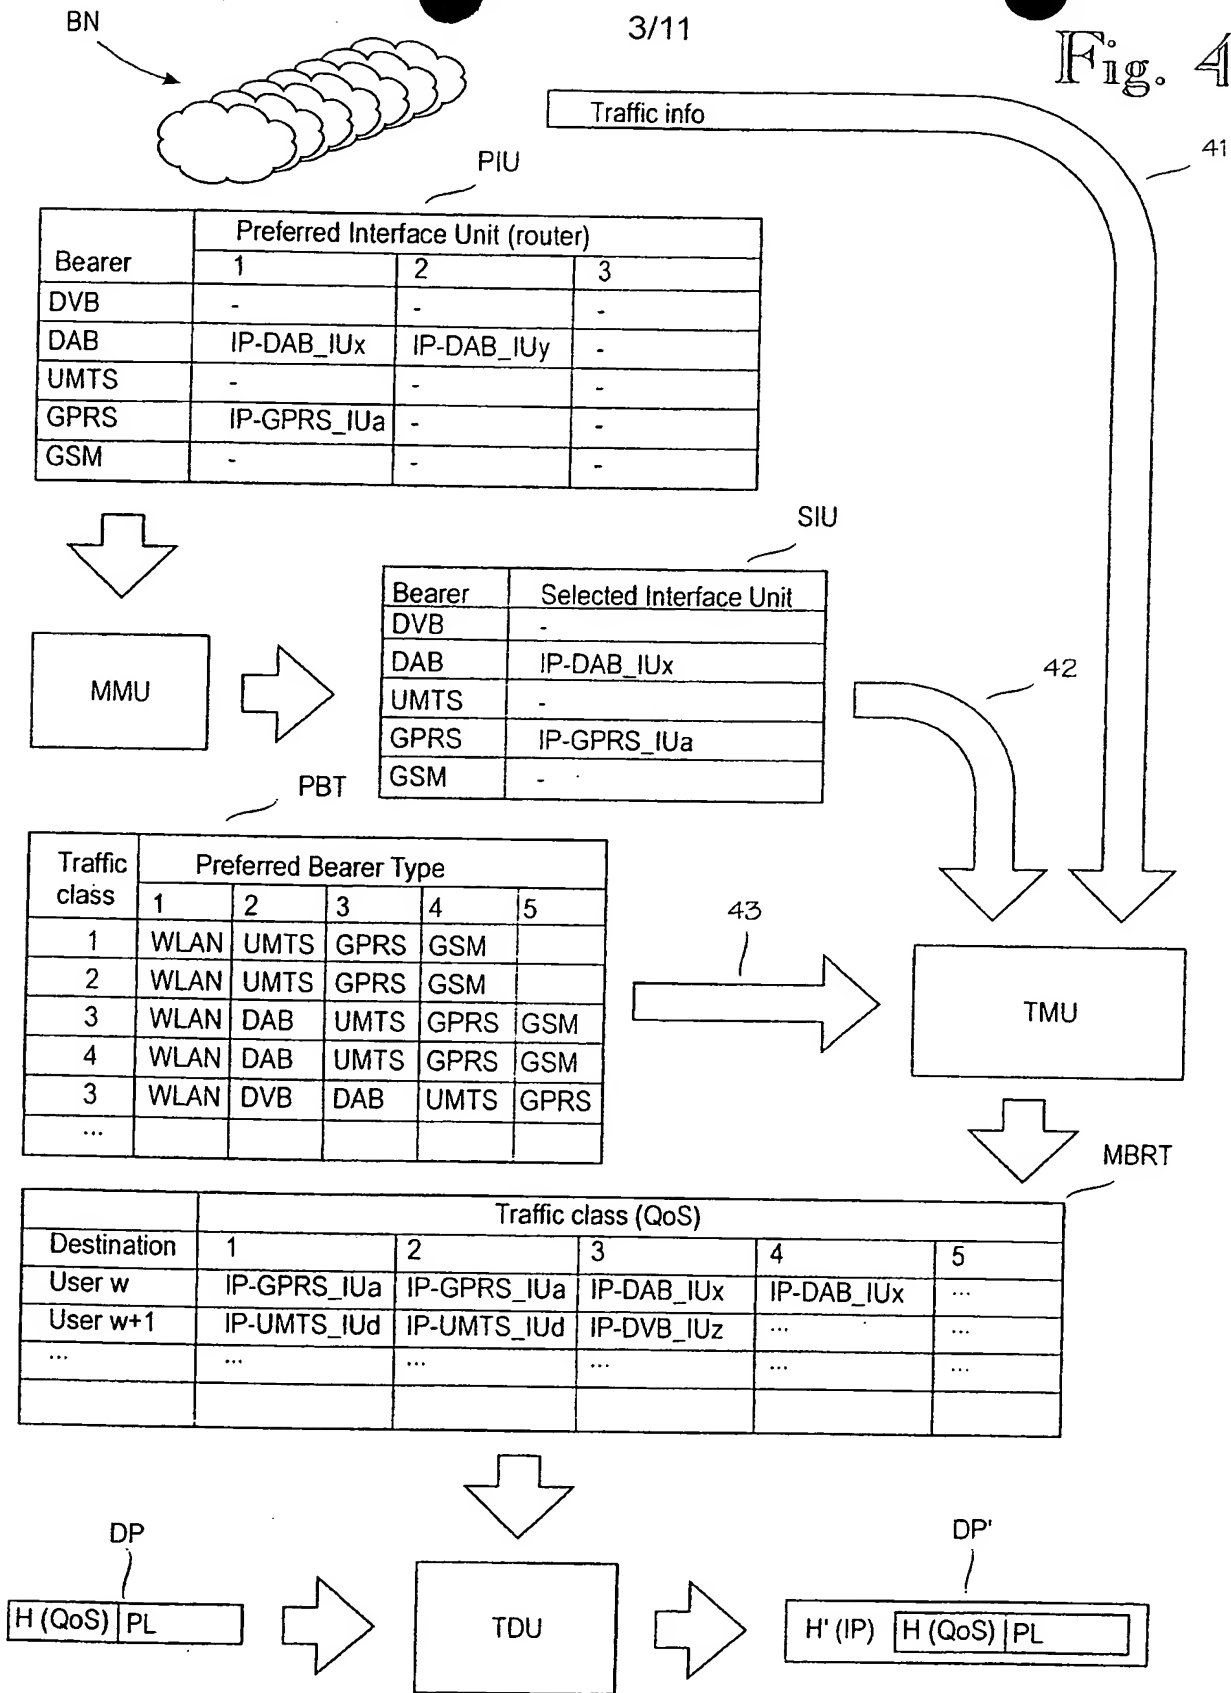 BN
3/11
Fig. 4
Traffic info
41
PIU
Preferred Interface Unit (router)
Bearer 1 2 3
DVB - - -
DAB IP-DAB_IUx IP-DAB_IUy -
UMTS - - -
GPRS IP-GPRS_IUa - -
GSM - - -
SIU
Bearer Selected Interface Unit
DVB -
DAB IP-DAB_IUx
UMTS -
GPRS IP-GPRS_IUa
GSM -
MMU
42
PBT
Traffic class Preferred Bearer Type
1 2 3 4 5
1 WLAN UMTS GPRS GSM
2 WLAN UMTS GPRS GSM
3 WLAN DAB UMTS GPRS GSM
4 WLAN DAB UMTS GPRS GSM
3 WLAN DVB DAB UMTS GPRS
...
43
TMU
MBRT
Traffic class (QoS)
Destination 1 2 3 4 5
User w IP-GPRS_IUa IP-GPRS_IUa IP-DAB_IUx IP-DAB_IUx ...
User w+1 IP-UMTS_IUd IP-UMTS_IUd IP-DVB_IUz ... ...
... ... ... ... ... ...
DP
H (QoS) PL
TDU
DP'
H' (IP) H (QoS) PL